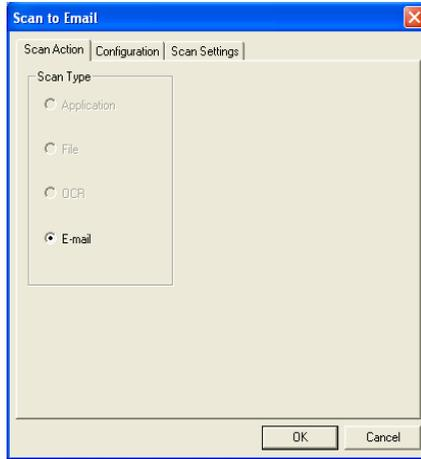 Scan to Email
Scan Action Configuration Scan Settings
Scan Type
Application
File
OCR
E-mail
OK Cancel